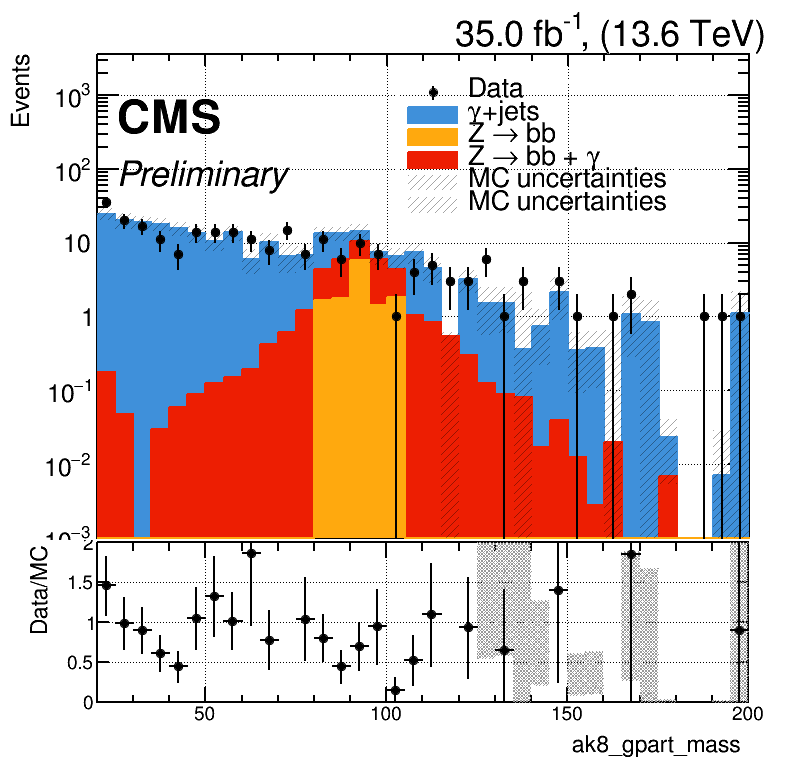 35.0 fb⁻¹, (13.6 TeV)
Events
CMS
Preliminary
Data
γ+jets
Z → bb
Z → bb + γ
MC uncertainties
MC uncertainties
10³
10²
10
1
10⁻¹
10⁻²
10⁻³
Data/MC
2
1.5
1
0.5
0
50
100
150
200
ak8_gpart_mass